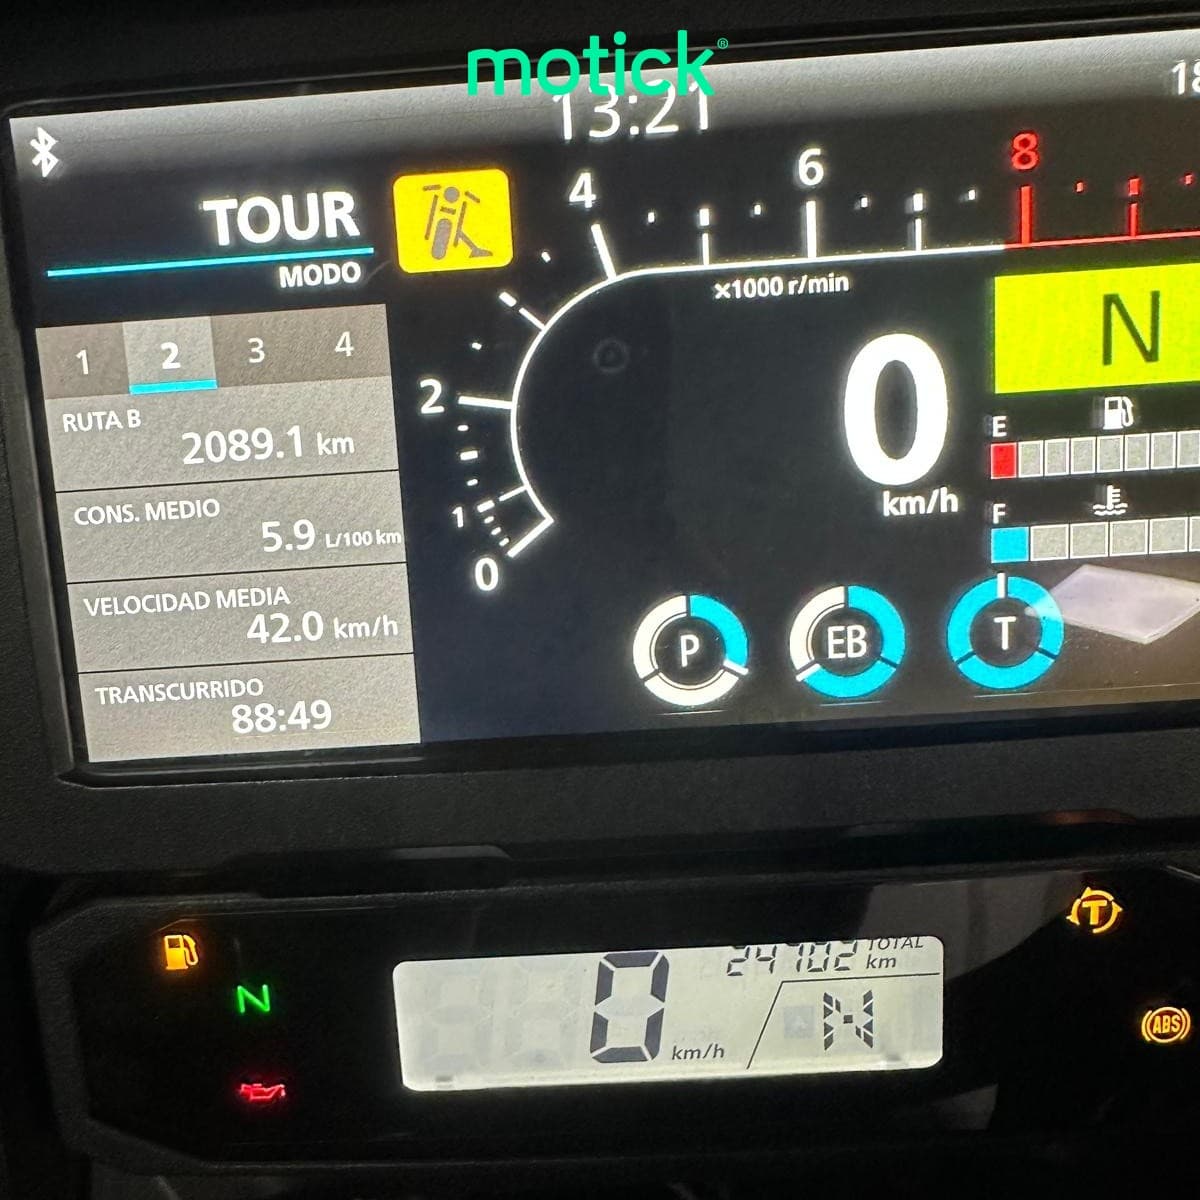 motick®
13:21
18
TOUR
MODO
1 2 3 4
RUTA B
2089.1 km
CONS. MEDIO
5.9 L/100 km
VELOCIDAD MEDIA
42.0 km/h
TRANSCURRIDO
88:49
0 1 2 4 6 8
×1000 r/min
0
km/h
N
E
F
P EB T
N
0 km/h
24702 TOTAL km
N
T
ABS